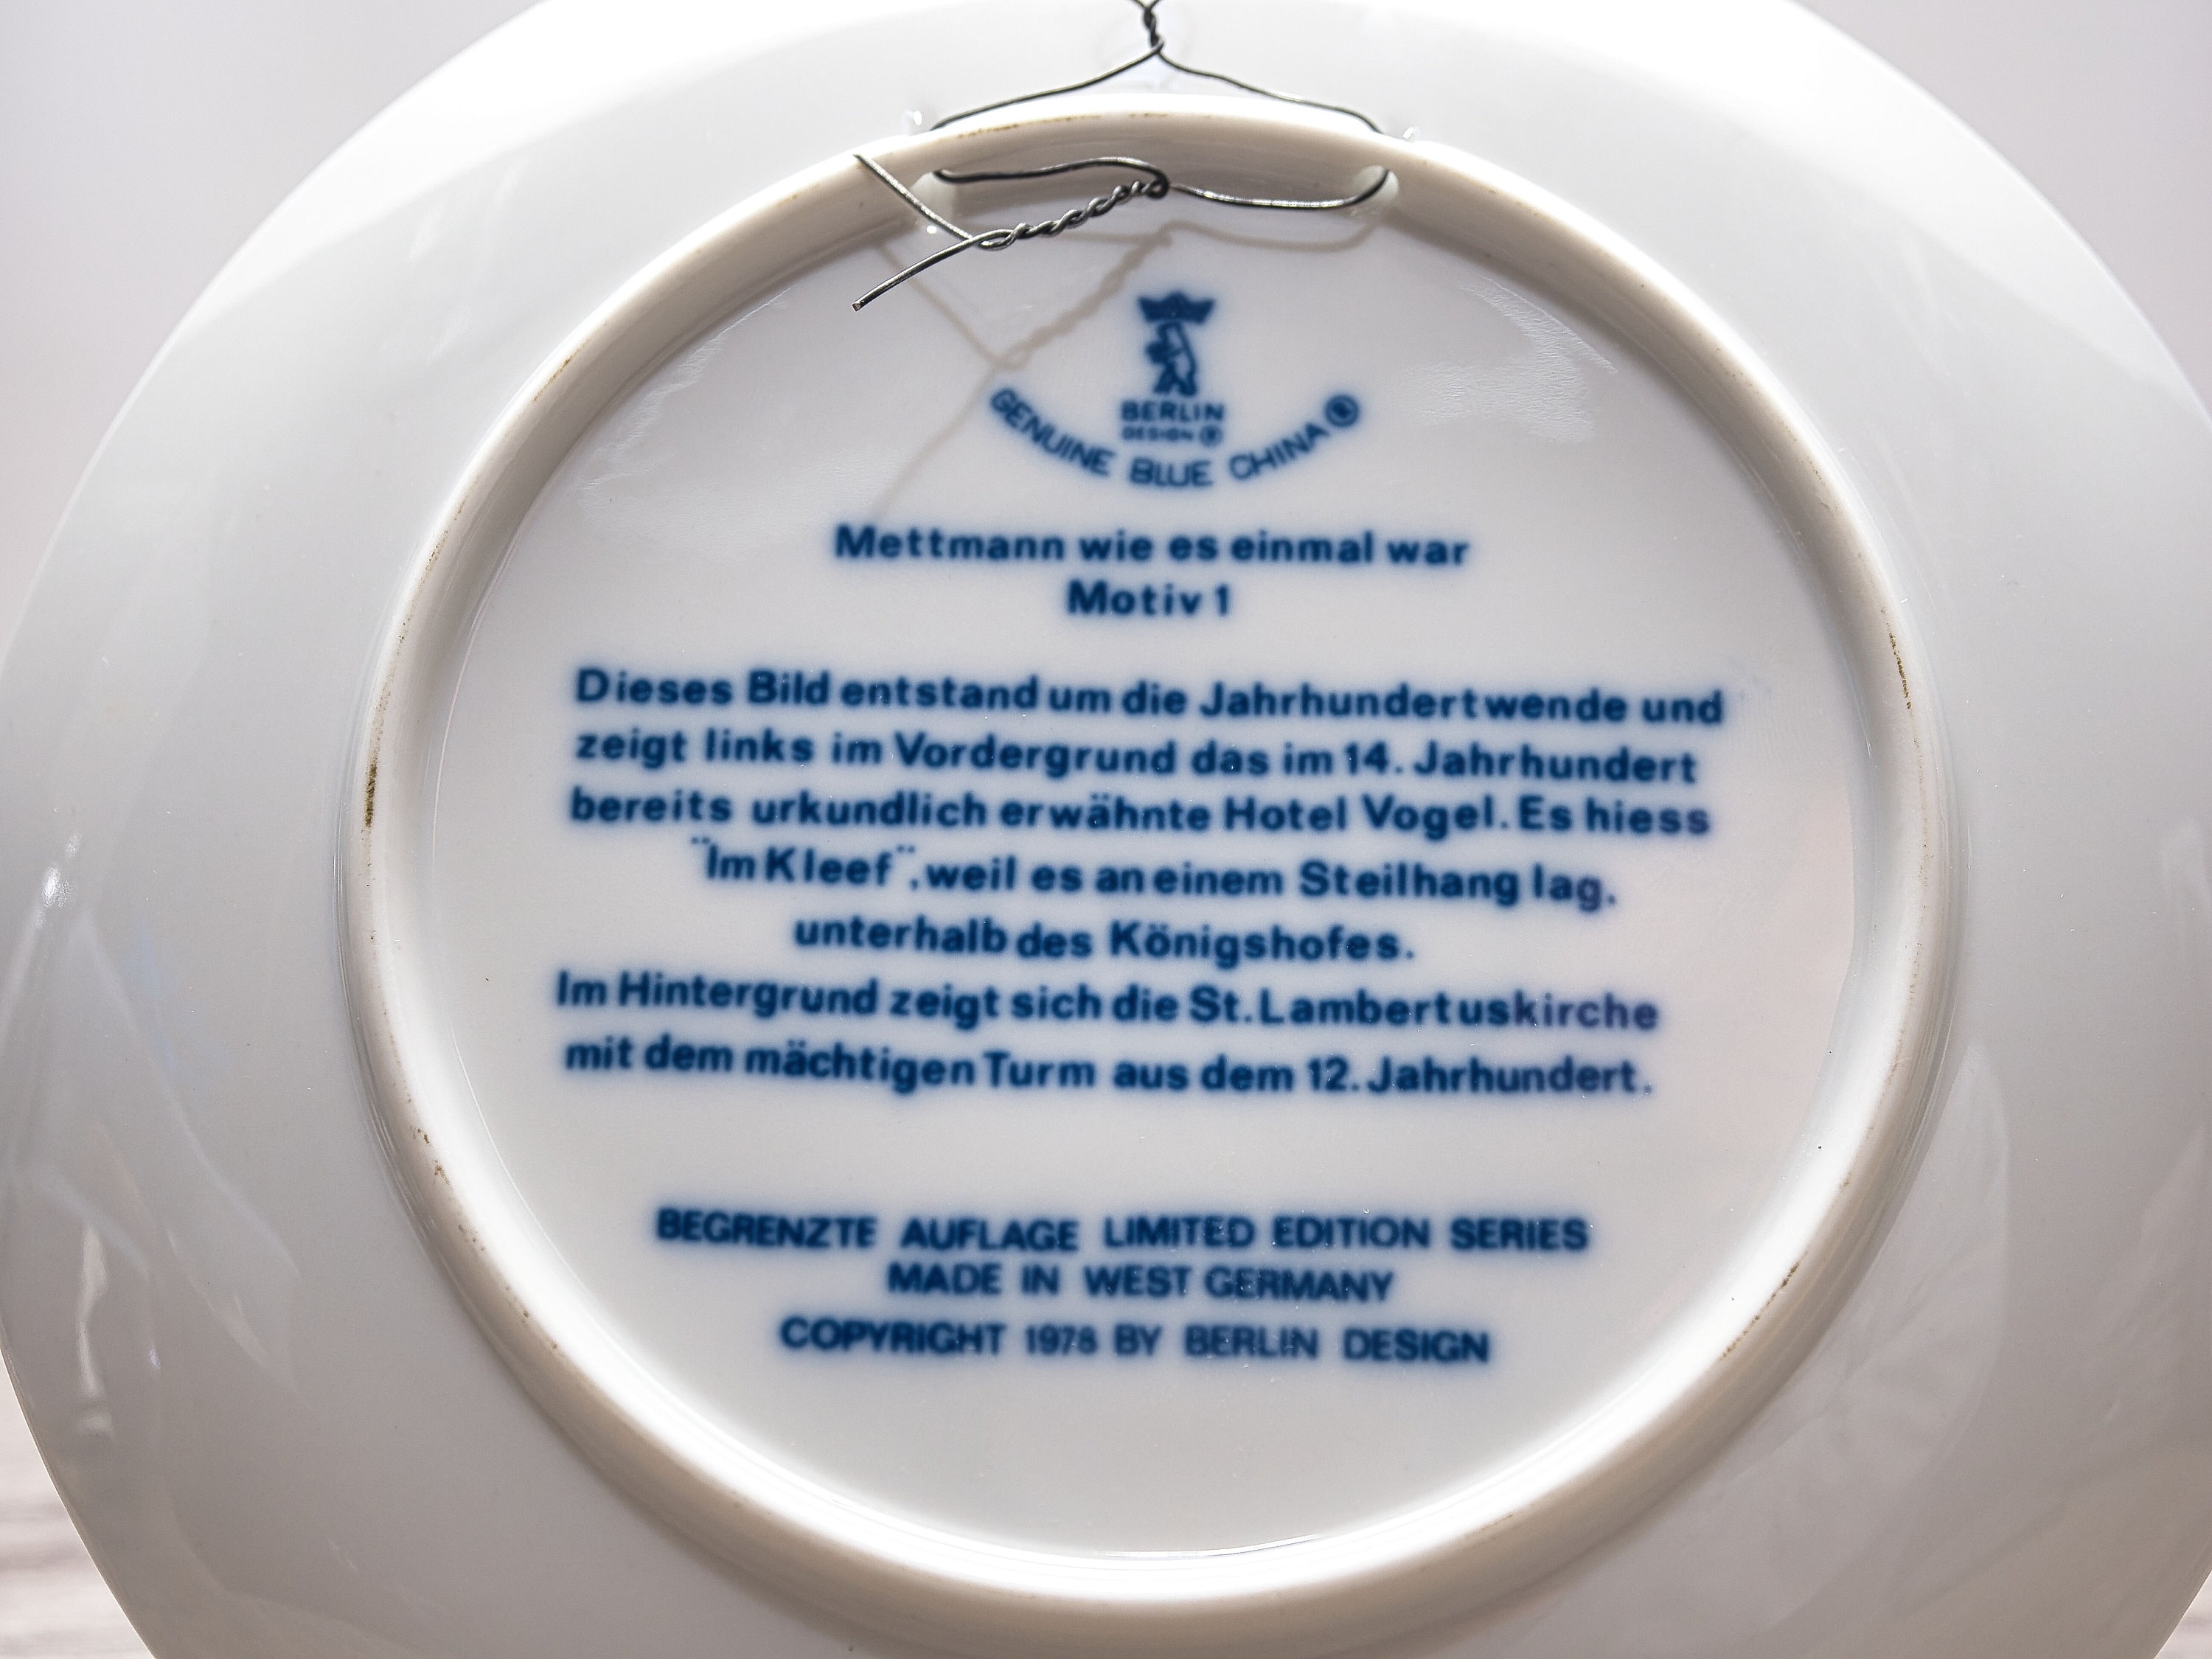 BERLIN
DESIGN ®
GENUINE BLUE CHINA ®
Mettmann wie es einmal war
Motiv 1
Dieses Bild entstand um die Jahrhundertwende und
zeigt links im Vordergrund das im 14. Jahrhundert
bereits urkundlich erwähnte Hotel Vogel. Es hiess
¨Im Kleef¨, weil es an einem Steilhang lag.
unterhalb des Königshofes.
Im Hintergrund zeigt sich die St. Lambertuskirche
mit dem mächtigen Turm aus dem 12. Jahrhundert.
BEGRENZTE AUFLAGE LIMITED EDITION SERIES
MADE IN WEST GERMANY
COPYRIGHT BY BERLIN DESIGN